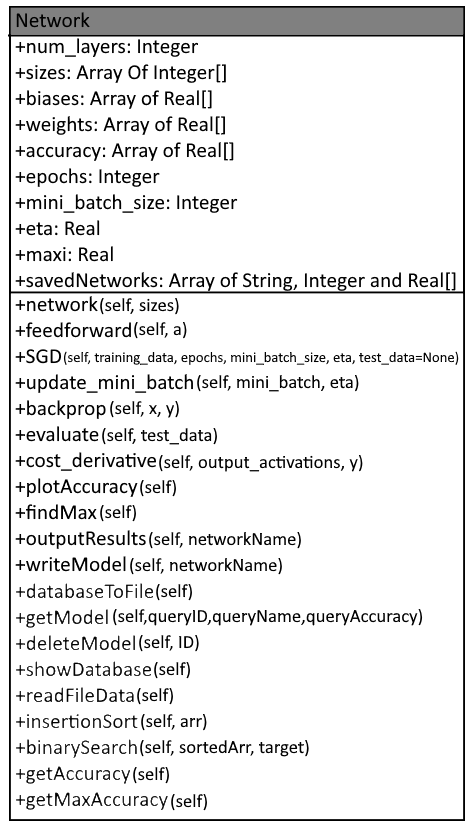 Network
+num_layers: Integer
+sizes: Array Of Integer[]
+biases: Array of Real[]
+weights: Array of Real[]
+accuracy: Array of Real[]
+epochs: Integer
+mini_batch_size: Integer
+eta: Real
+maxi: Real
+savedNetworks: Array of String, Integer and Real[]
+network(self, sizes)
+feedforward(self, a)
+SGD(self, training_data, epochs, mini_batch_size, eta, test_data=None)
+update_mini_batch(self, mini_batch, eta)
+backprop(self, x, y)
+evaluate(self, test_data)
+cost_derivative(self, output_activations, y)
+plotAccuracy(self)
+findMax(self)
+outputResults(self, networkName)
+writeModel(self, networkName)
+databaseToFile(self)
+getModel(self,queryID,queryName,queryAccuracy)
+deleteModel(self, ID)
+showDatabase(self)
+readFileData(self)
+insertionSort(self, arr)
+binarySearch(self, sortedArr, target)
+getAccuracy(self)
+getMaxAccuracy(self)